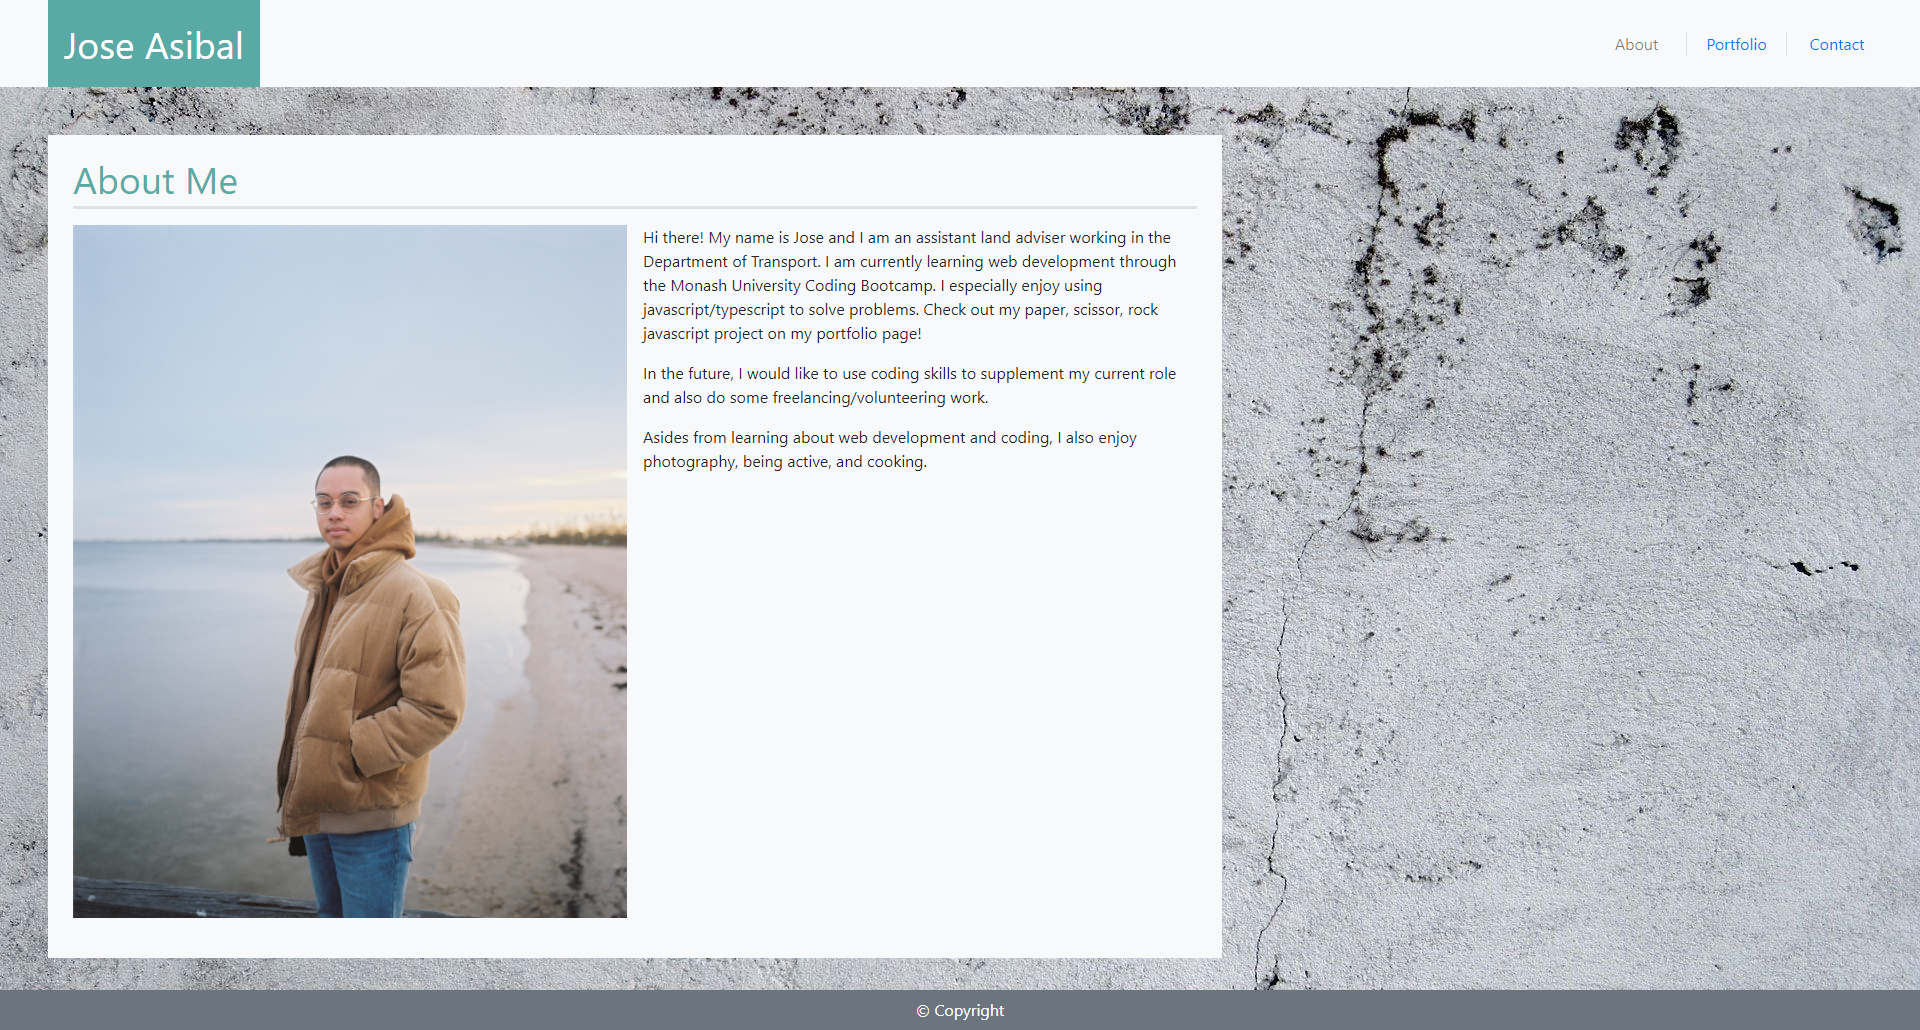 Jose Asibal
About
Portfolio
Contact
About Me
Hi there! My name is Jose and I am an assistant land adviser working in the
Department of Transport. I am currently learning web development through
the Monash University Coding Bootcamp. I especially enjoy using
javascript/typescript to solve problems. Check out my paper, scissor, rock
javascript project on my portfolio page!
In the future, I would like to use coding skills to supplement my current role
and also do some freelancing/volunteering work.
Asides from learning about web development and coding, I also enjoy
photography, being active, and cooking.
© Copyright